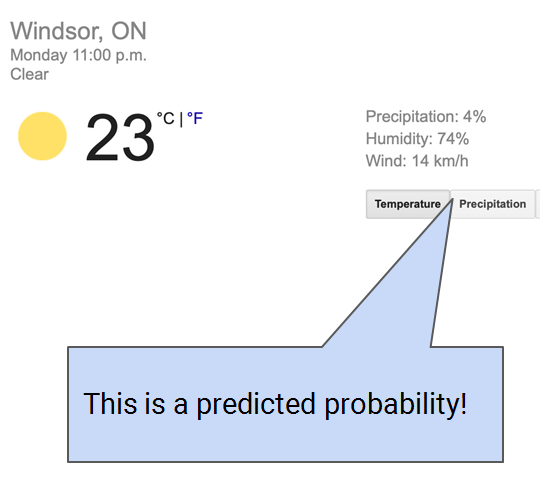 Windsor, ON
Monday 11:00 p.m.
Clear
23 °C | °F
Precipitation: 4%
Humidity: 74%
Wind: 14 km/h
Temperature Precipitation
This is a predicted probability!